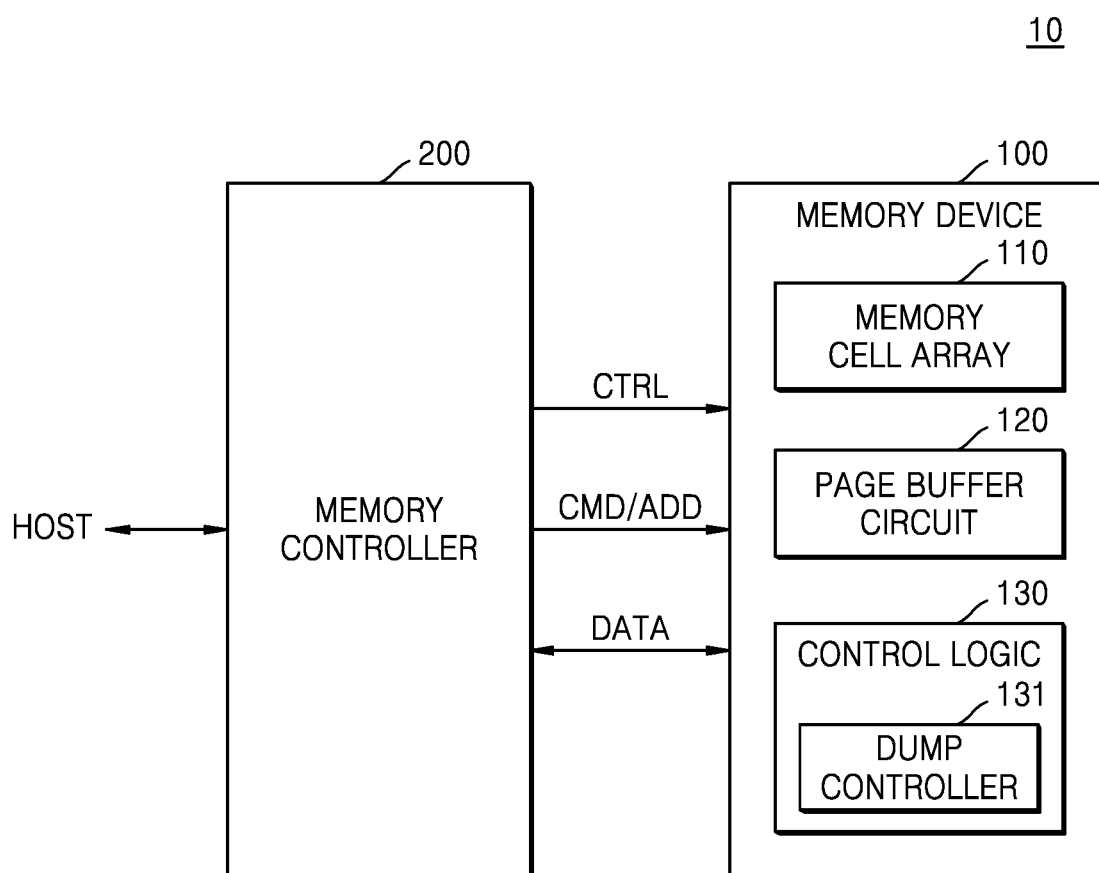 10
200
100
MEMORY DEVICE
110
MEMORY
CELL ARRAY
CTRL
120
PAGE BUFFER
CIRCUIT
HOST
MEMORY
CONTROLLER
CMD/ADD
DATA
130
CONTROL LOGIC
131
DUMP
CONTROLLER